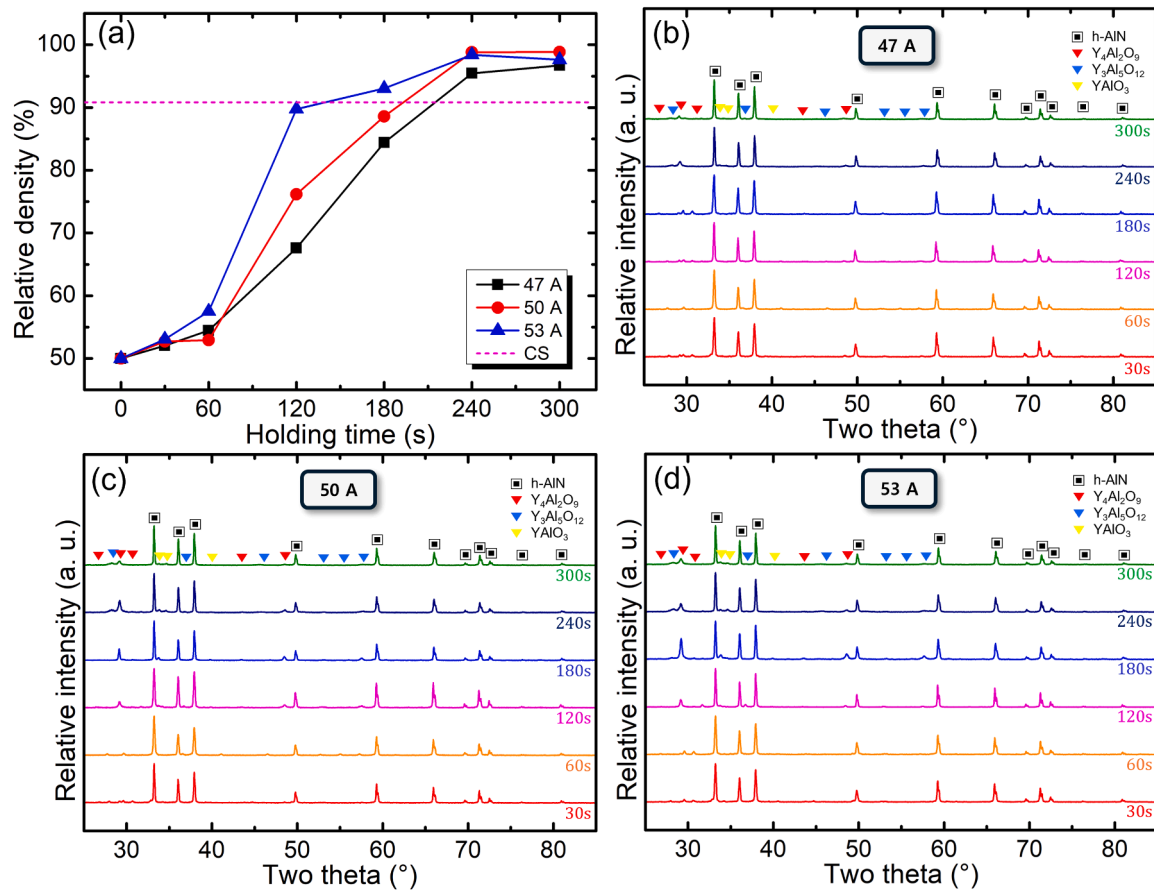 (a)
Relative density (%)
100
90
80
70
60
50
47 A
50 A
53 A
CS
0 30 60 120 180 240 300
Holding time (s)
(b)
47 A
h-AlN
Y₄Al₂O₉
Y₃Al₅O₁₂
YAlO₃
300s
240s
180s
120s
60s
30s
Relative intensity (a. u.)
30 40 50 60 70 80
Two theta (°)
(c)
50 A
h-AlN
Y₄Al₂O₉
Y₃Al₅O₁₂
YAlO₃
300s
240s
180s
120s
60s
30s
Relative intensity (a. u.)
30 40 50 60 70 80
Two theta (°)
(d)
53 A
h-AlN
Y₄Al₂O₉
Y₃Al₅O₁₂
YAlO₃
300s
240s
180s
120s
60s
30s
Relative intensity (a. u.)
30 40 50 60 70 80
Two theta (°)